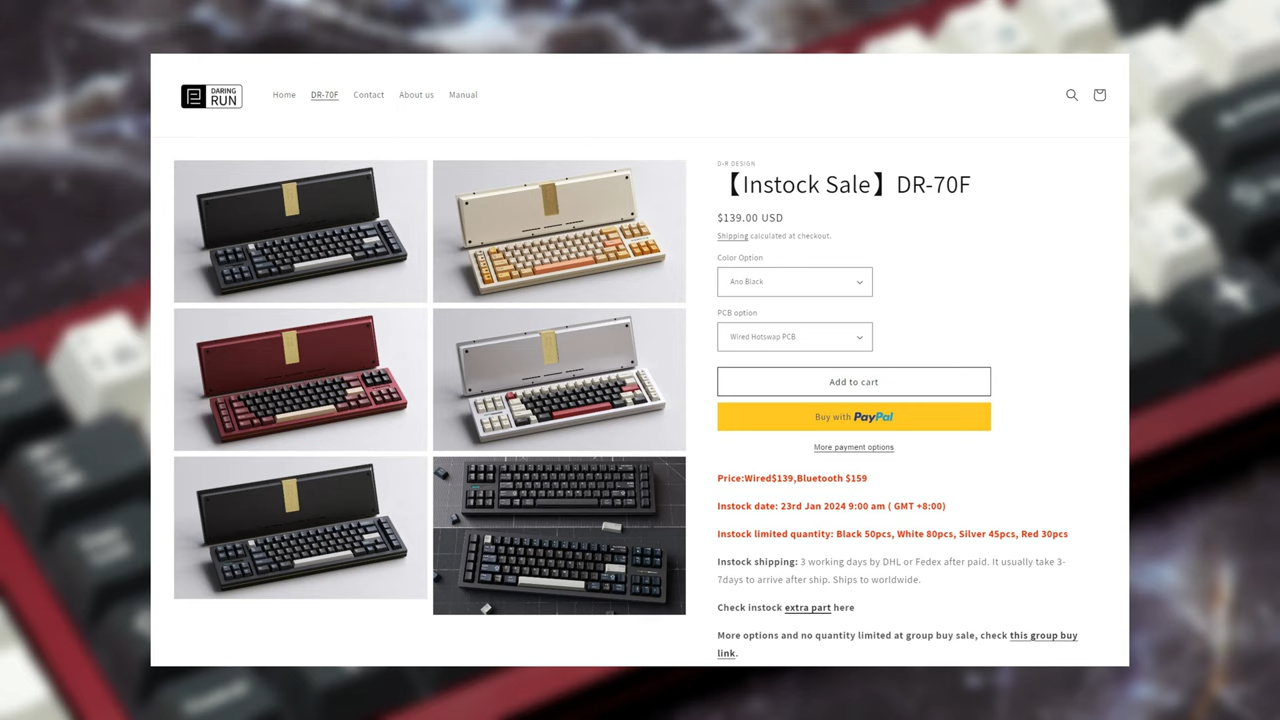 DARING
RUN
Home
DR-70F
Contact
About us
Manual
D-R DESIGN
【Instock Sale】DR-70F
$139.00 USD
Shipping calculated at checkout.
Color Option
Ano Black
PCB option
Wired Hotswap PCB
Add to cart
Buy with PayPal
More payment options
Price:Wired$139,Bluetooth $159
Instock date: 23rd Jan 2024 9:00 am ( GMT +8:00)
Instock limited quantity: Black 50pcs, White 80pcs, Silver 45pcs, Red 30pcs
Instock shipping: 3 working days by DHL or Fedex after paid. It usually take 3-
7days to arrive after ship. Ships to worldwide.
Check instock extra part here
More options and no quantity limited at group buy sale, check this group buy
link.